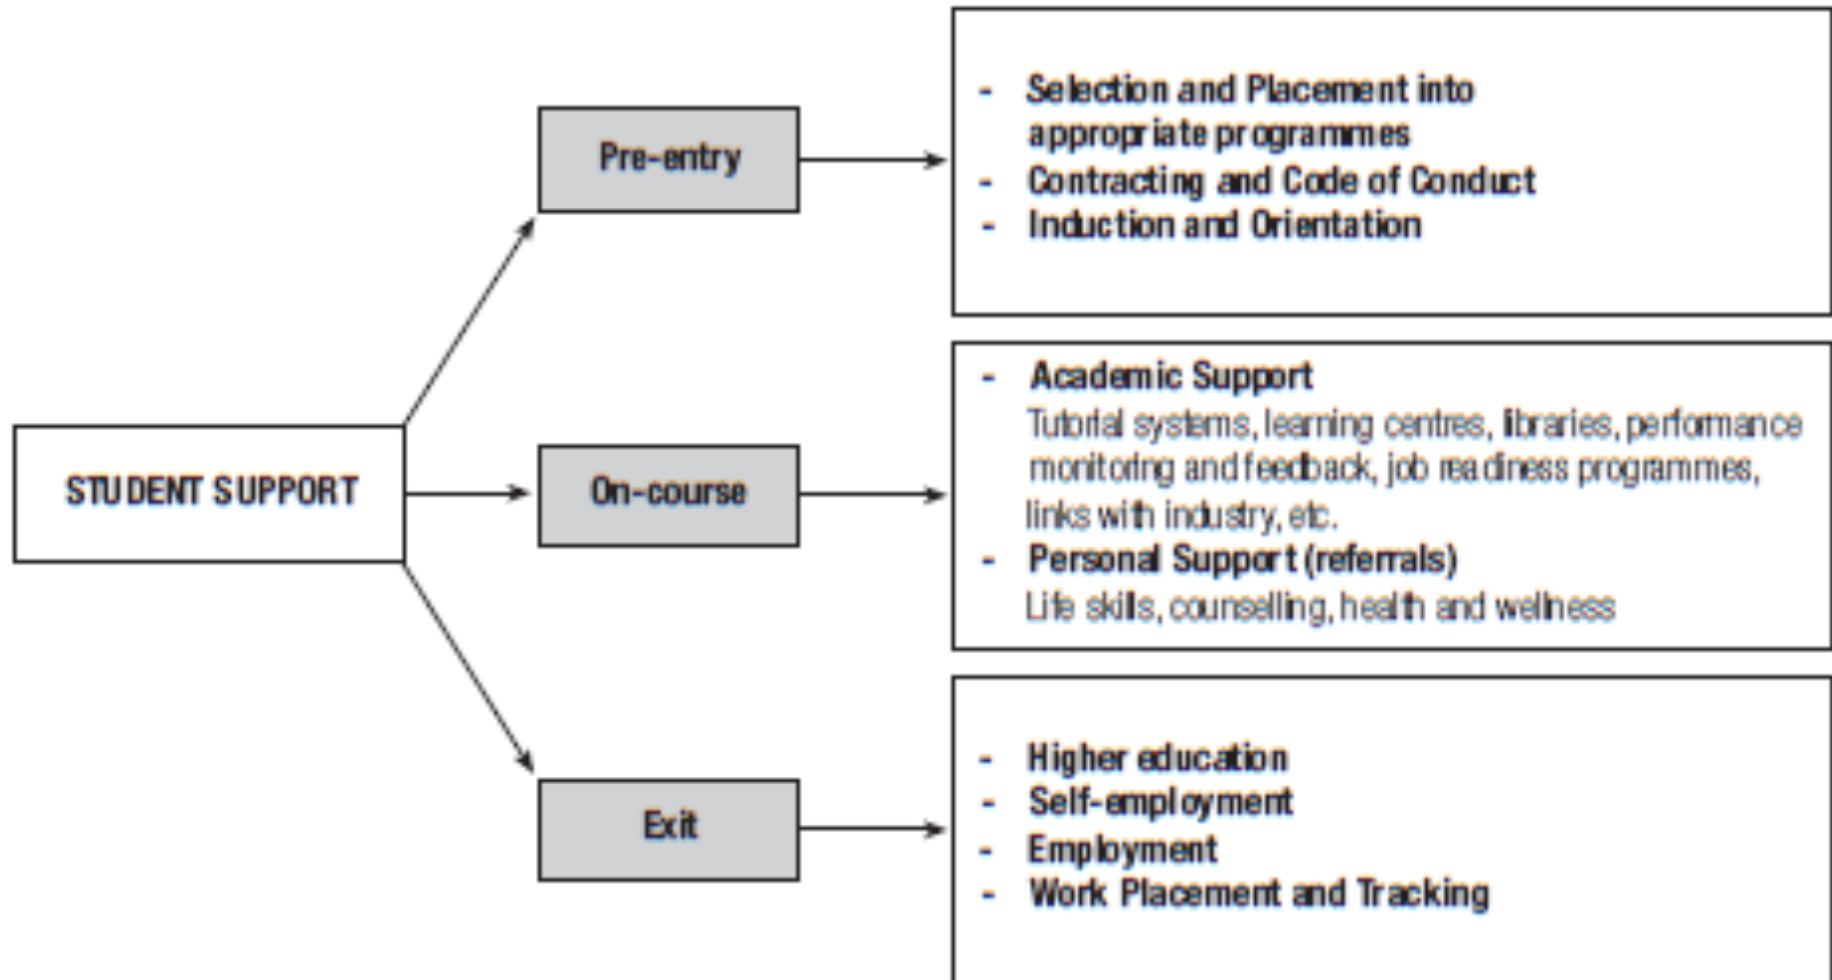 Pre-entry
- Selection and Placement into
appropriate programmes
- Contracting and Code of Conduct
- Induction and Orientation
STUDENT SUPPORT
On-course
- Academic Support
Tutorial systems, learning centres, libraries, performance
monitoring and feedback, job readiness programmes,
links with industry, etc.
- Personal Support (referrals)
Life skills, counselling, health and wellness
Exit
- Higher education
- Self-employment
- Employment
- Work Placement and Tracking